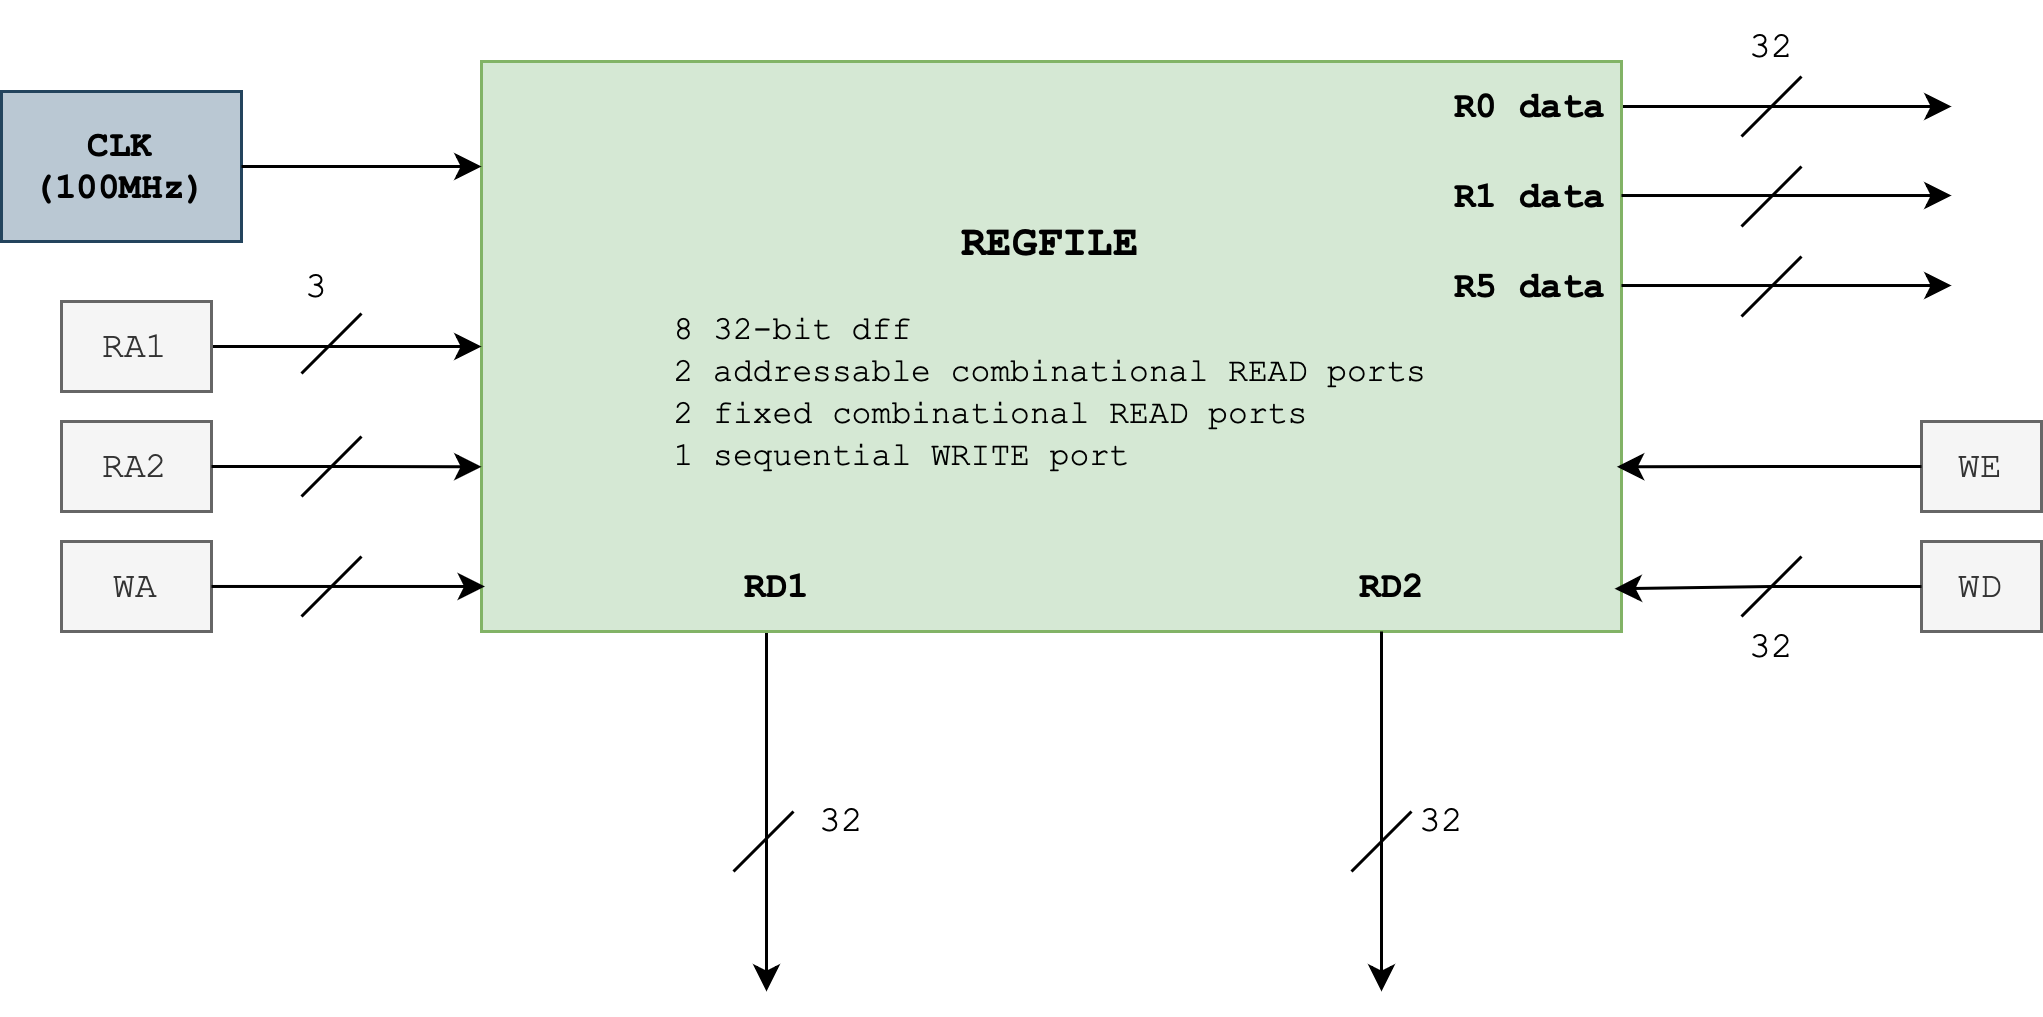 32
R0 data
CLK
(100MHz)
R1 data
REGFILE
3
R5 data
8 32-bit dff
RA1
2 addressable combinational READ ports
2 fixed combinational READ ports
1 sequential WRITE port
RA2
WE
WA
RD1
RD2
WD
32
32
32